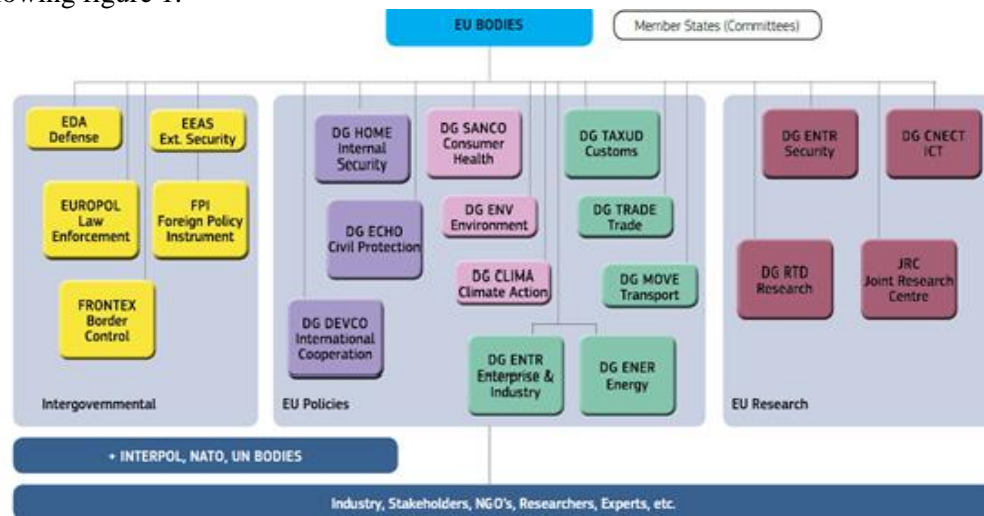 lowing figure 1.
EU BODIES
Member States (Committees)
EDA
Defense
EEAS
Ext. Security
EUROPOL
Law
Enforcement
FPI
Foreign Policy
Instrument
FRONTEX
Border
Control
Intergovernmental
DG HOME
Internal
Security
DG SANCO
Consumer
Health
DG TAXUD
Customs
DG ECHO
Civil Protection
DG ENV
Environment
DG TRADE
Trade
DG CLIMA
Climate Action
DG MOVE
Transport
DG DEVCO
International
Cooperation
DG ENTR
Enterprise &
Industry
DG ENER
Energy
EU Policies
DG ENTR
Security
DG CNECT
ICT
DG RTD
Research
JRC
Joint Research
Centre
EU Research
+ INTERPOL, NATO, UN BODIES
Industry, Stakeholders, NGO's, Researchers, Experts, etc.